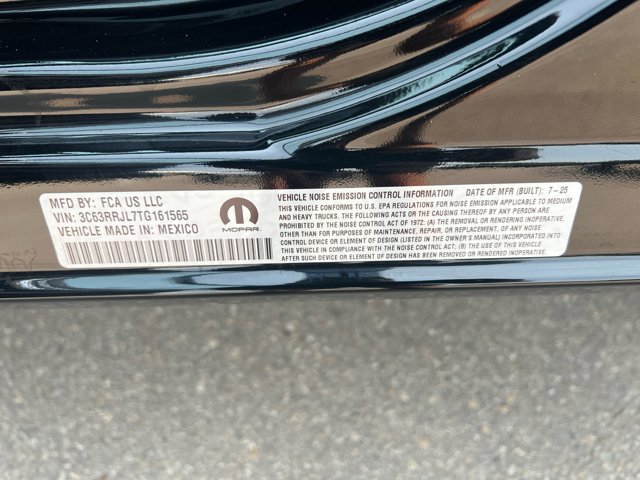 MFD BY: FCA US LLC
VIN: 3C63RRJL7TG161565
VEHICLE MADE IN: MEXICO
MOPAR
VEHICLE NOISE EMISSION CONTROL INFORMATION DATE OF MFR (BUILT): 7-25
THIS VEHICLE CONFORMS TO U.S. EPA REGULATIONS FOR NOISE EMISSION APPLICABLE TO MEDIUM
AND HEAVY TRUCKS. THE FOLLOWING ACTS OR THE CAUSING THEREOF BY ANY PERSON ARE
PROHIBITED BY THE NOISE CONTROL ACT OF 1972: (A) THE REMOVAL OR RENDERING INOPERATIVE,
OTHER THAN FOR PURPOSES OF MAINTENANCE, REPAIR, OR REPLACEMENT, OF ANY NOISE
CONTROL DEVICE OR ELEMENT OF DESIGN (LISTED IN THE OWNER'S MANUAL) INCORPORATED INTO
THIS VEHICLE IN COMPLIANCE WITH THE NOISE CONTROL ACT; (B) THE USE OF THIS VEHICLE
AFTER SUCH DEVICE OR ELEMENT OF DESIGN HAS BEEN REMOVED OR RENDERED INOPERATIVE.